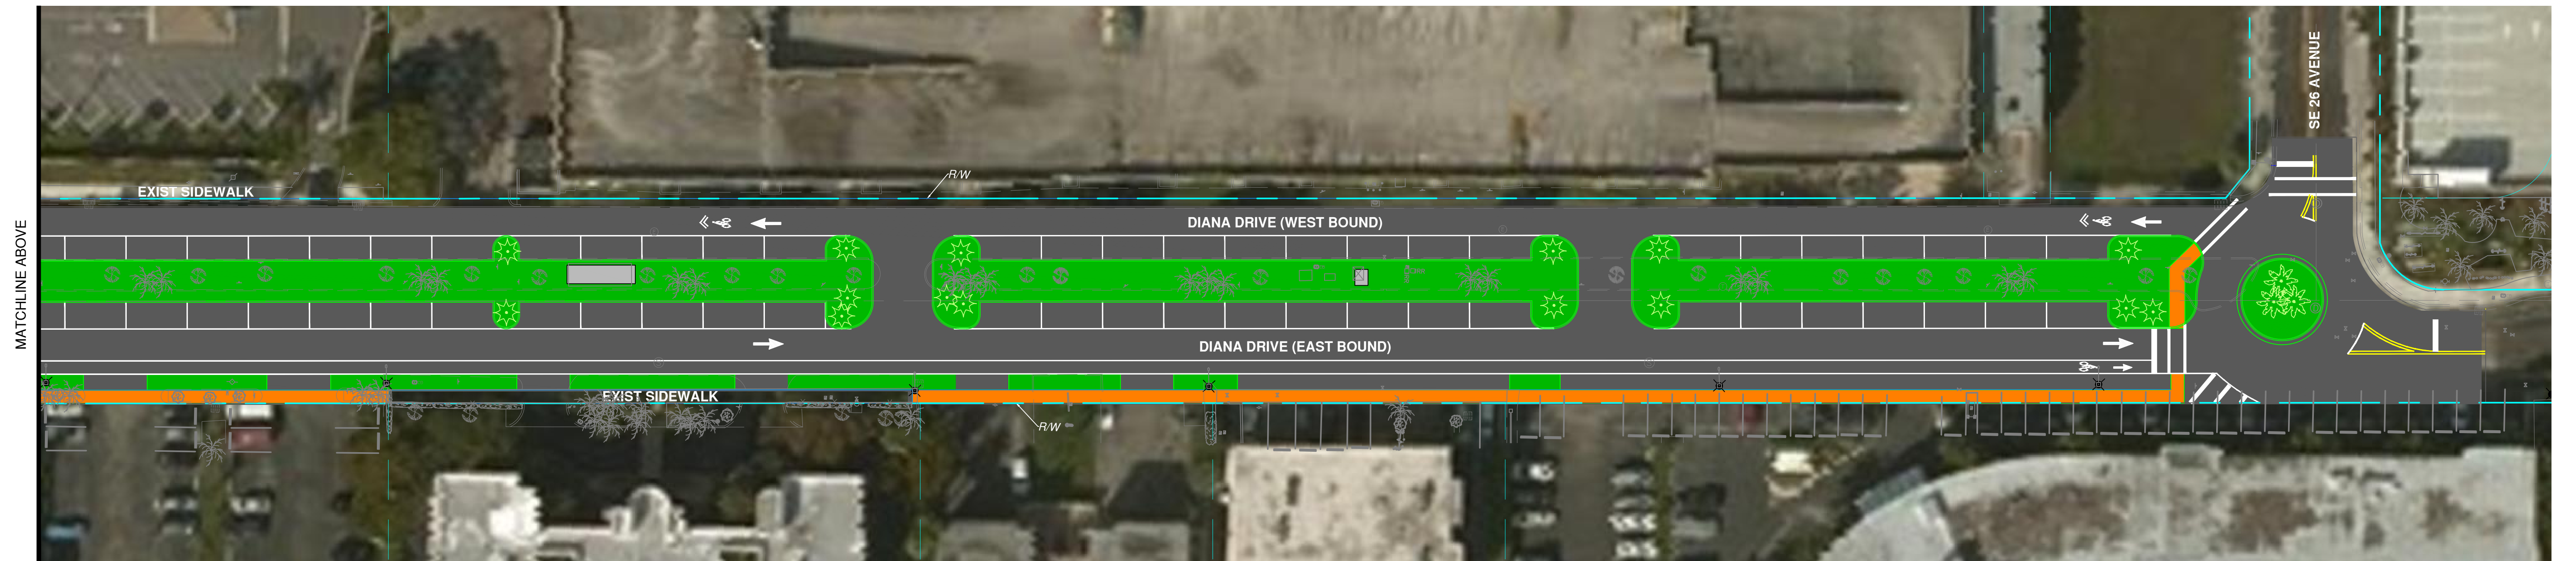 SE 26 AVENUE
EXIST SIDEWALK
R/W
DIANA DRIVE (WEST BOUND)
MATCHLINE ABOVE
DIANA DRIVE (EAST BOUND)
EXIST SIDEWALK
R/W